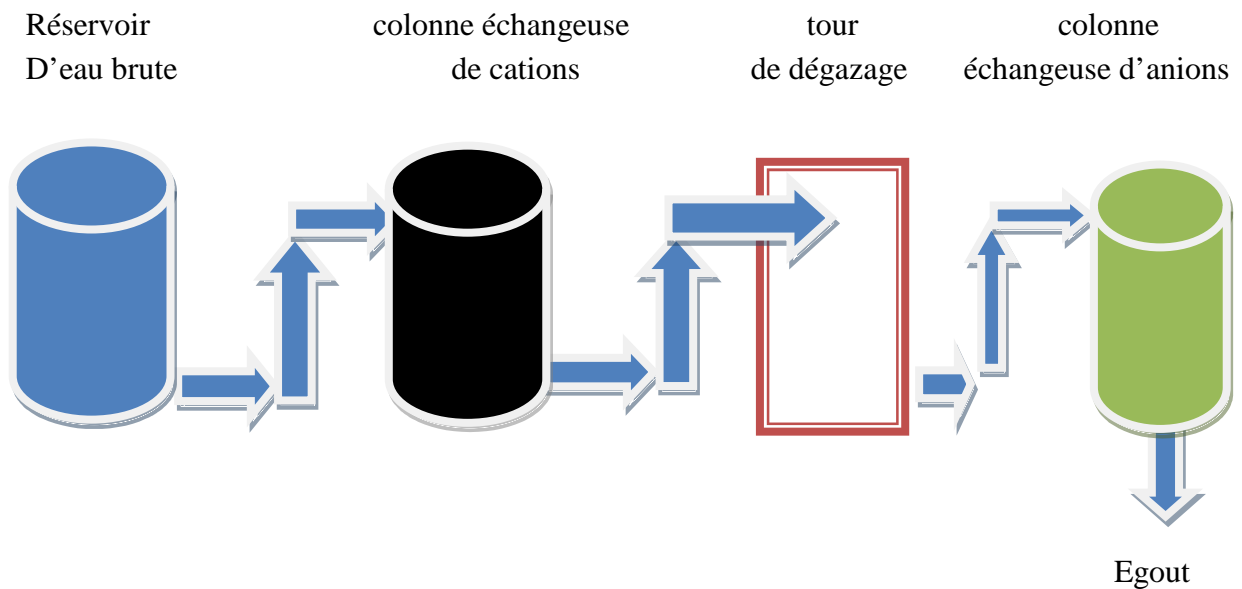 Réservoir
D'eau brute
colonne échangeuse
de cations
tour
de dégazage
colonne
échangeuse d'anions
Egout